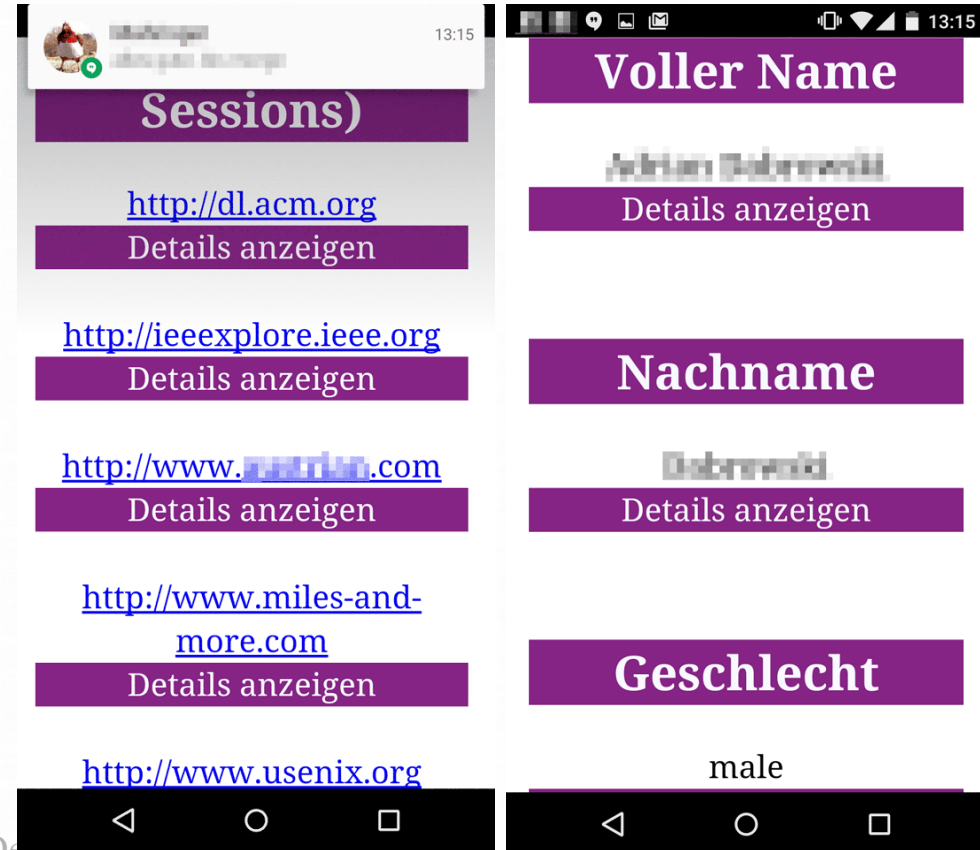 13:15
Sessions)
http://dl.acm.org
Details anzeigen
http://ieeexplore.ieee.org
Details anzeigen
http://www. .com
Details anzeigen
http://www.miles-and-
more.com
Details anzeigen
http://www.usenix.org
13:15
Voller Name
Details anzeigen
Nachname
Details anzeigen
Geschlecht
male